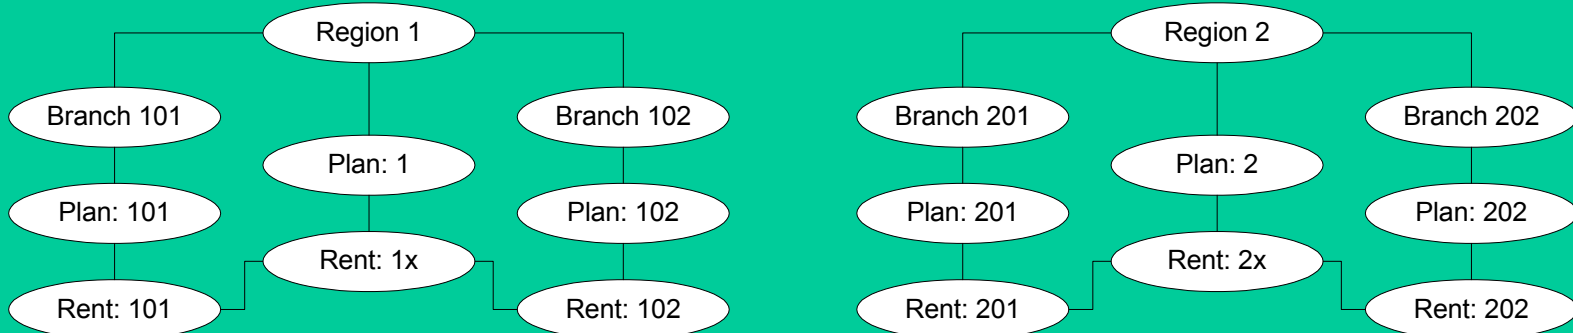 Region 1
Region 2
Branch 101
Branch 102
Branch 201
Branch 202
Plan: 1
Plan: 2
Plan: 101
Plan: 102
Plan: 201
Plan: 202
Rent: 1x
Rent: 2x
Rent: 101
Rent: 102
Rent: 201
Rent: 202